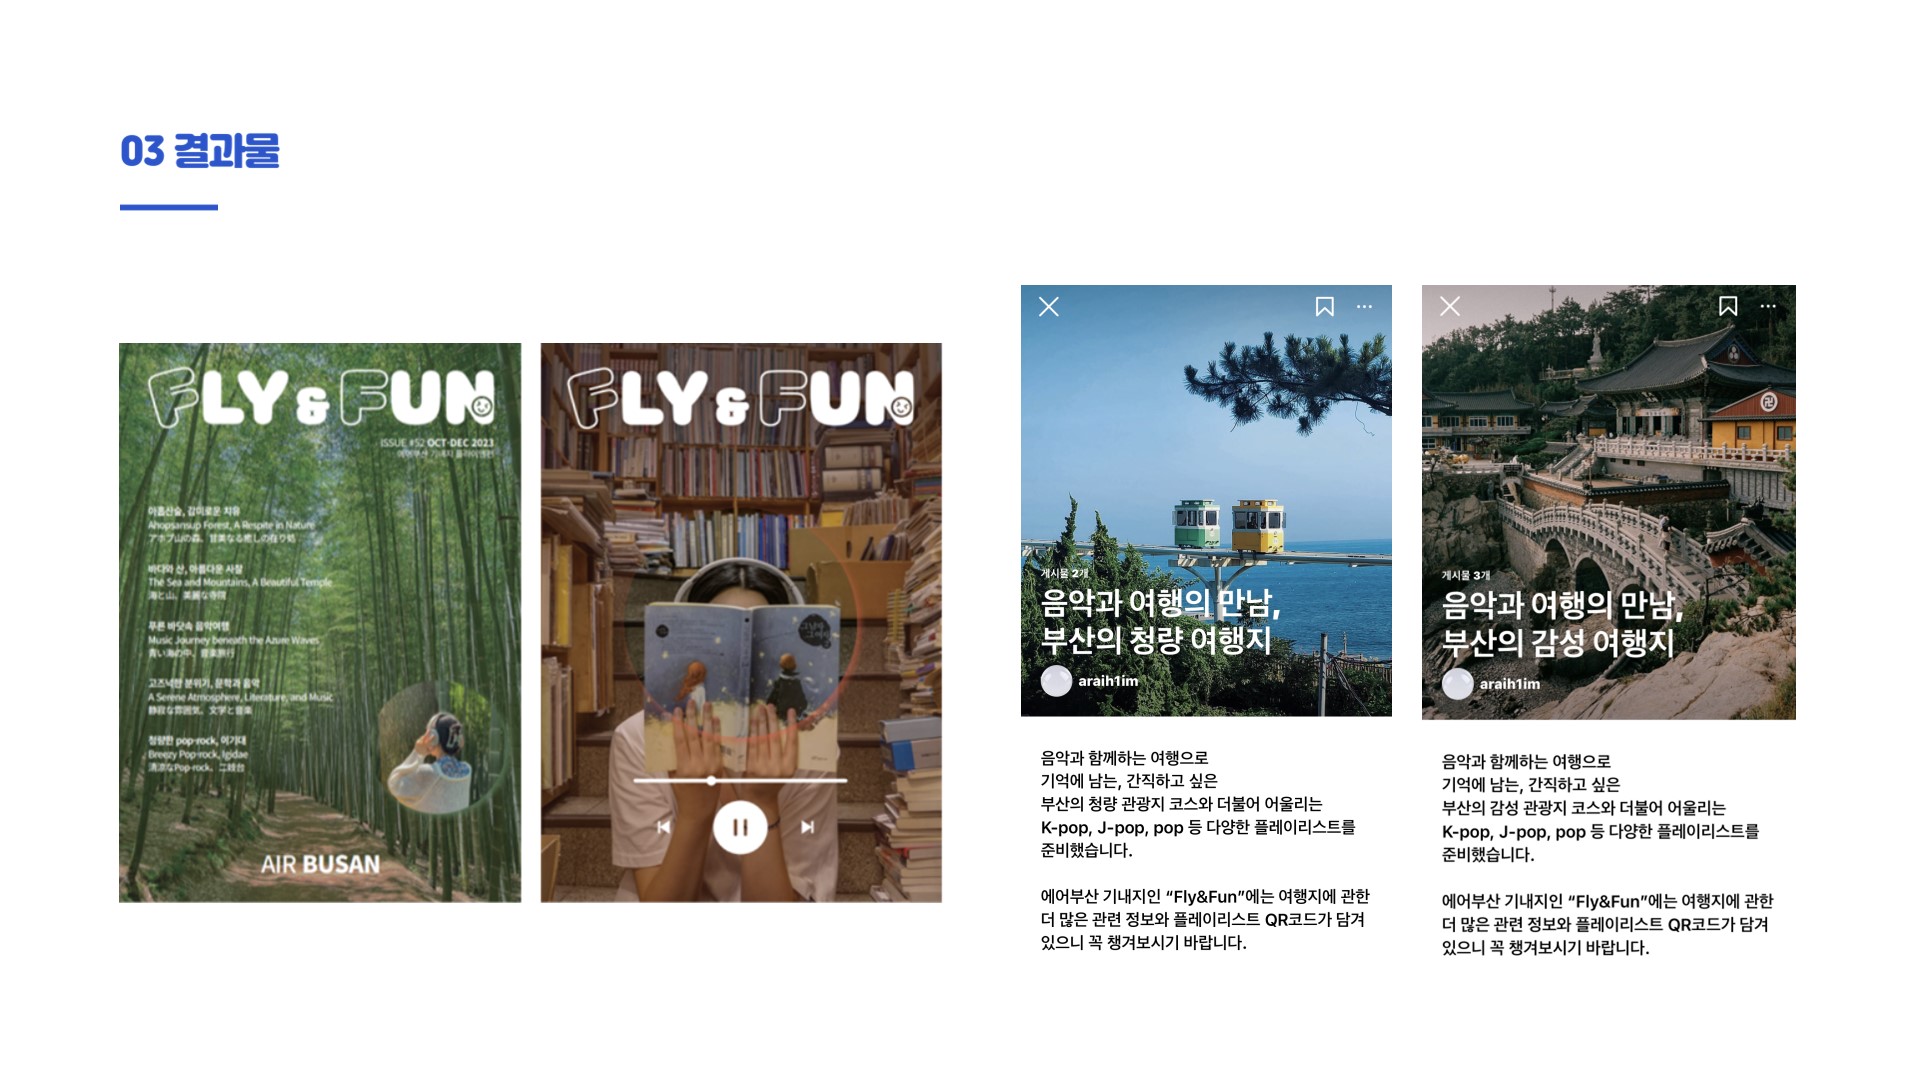 03 결과물
FLY & FUN
ISSUE #52 OCT-DEC 2023
에어부산 기내지 플라이앤펀
아홉산숲, 감미로운 치유
Ahopsansup Forest, A Respite in Nature
アホプ山の森、甘美なる癒しの在り処
바다와 산, 아름다운 사찰
The Sea and Mountains, A Beautiful Temple
海と山、美麗な寺院
푸른 바닷속 음악여행
Music Journey beneath the Azure Waves
青い海の中、音楽旅行
고즈넉한 분위기, 문학과 음악
A Serene Atmosphere, Literature, and Music
静寂な雰囲気、文学と音楽
청량한 pop-rock, 이기대
Breezy Pop-rock, Igidae
清涼なPop-rock、二妓台
AIR BUSAN
FLY & FUN
게시물 2개
음악과 여행의 만남,
부산의 청량 여행지
araih1im
음악과 함께하는 여행으로
기억에 남는, 간직하고 싶은
부산의 청량 관광지 코스와 더불어 어울리는
K-pop, J-pop, pop 등 다양한 플레이리스트를
준비했습니다.
에어부산 기내지인 “Fly&Fun”에는 여행지에 관한
더 많은 관련 정보와 플레이리스트 QR코드가 담겨
있으니 꼭 챙겨보시기 바랍니다.
게시물 3개
음악과 여행의 만남,
부산의 감성 여행지
araih1im
음악과 함께하는 여행으로
기억에 남는, 간직하고 싶은
부산의 감성 관광지 코스와 더불어 어울리는
K-pop, J-pop, pop 등 다양한 플레이리스트를
준비했습니다.
에어부산 기내지인 “Fly&Fun”에는 여행지에 관한
더 많은 관련 정보와 플레이리스트 QR코드가 담겨
있으니 꼭 챙겨보시기 바랍니다.